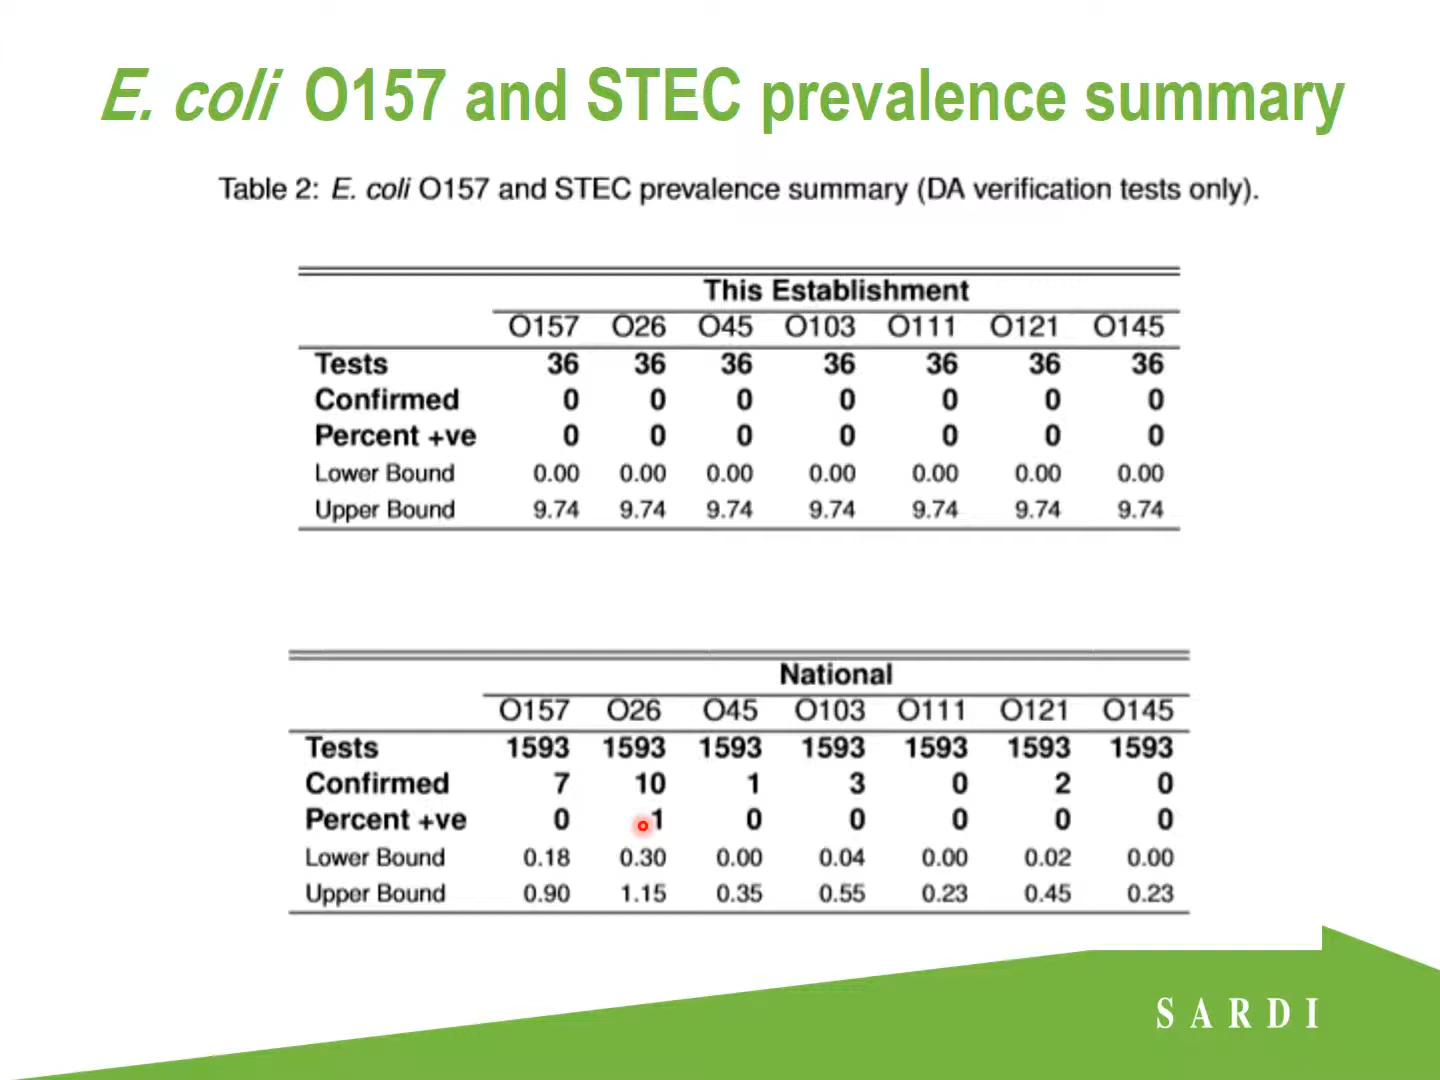 E. coli O157 and STEC prevalence summary
Table 2: E. coli O157 and STEC prevalence summary (DA verification tests only).
This Establishment
O157 O26 O45 O103 O111 O121 O145
Tests 36 36 36 36 36 36 36
Confirmed 0 0 0 0 0 0 0
Percent +ve 0 0 0 0 0 0 0
Lower Bound 0.00 0.00 0.00 0.00 0.00 0.00 0.00
Upper Bound 9.74 9.74 9.74 9.74 9.74 9.74 9.74
National
O157 O26 O45 O103 O111 O121 O145
Tests 1593 1593 1593 1593 1593 1593 1593
Confirmed 7 10 1 3 0 2 0
Percent +ve 0 1 0 0 0 0 0
Lower Bound 0.18 0.30 0.00 0.04 0.00 0.02 0.00
Upper Bound 0.90 1.15 0.35 0.55 0.23 0.45 0.23
SARDI